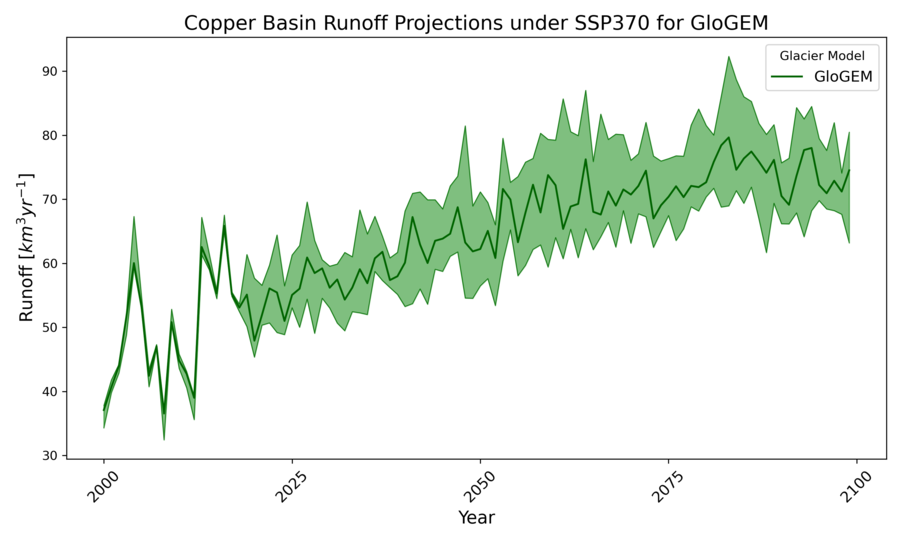 Copper Basin Runoff Projections under SSP370 for GloGEM
Glacier Model
GloGEM
Runoff [km³yr⁻¹]
90
80
70
60
50
40
30
2000
2025
2050
2075
2100
Year